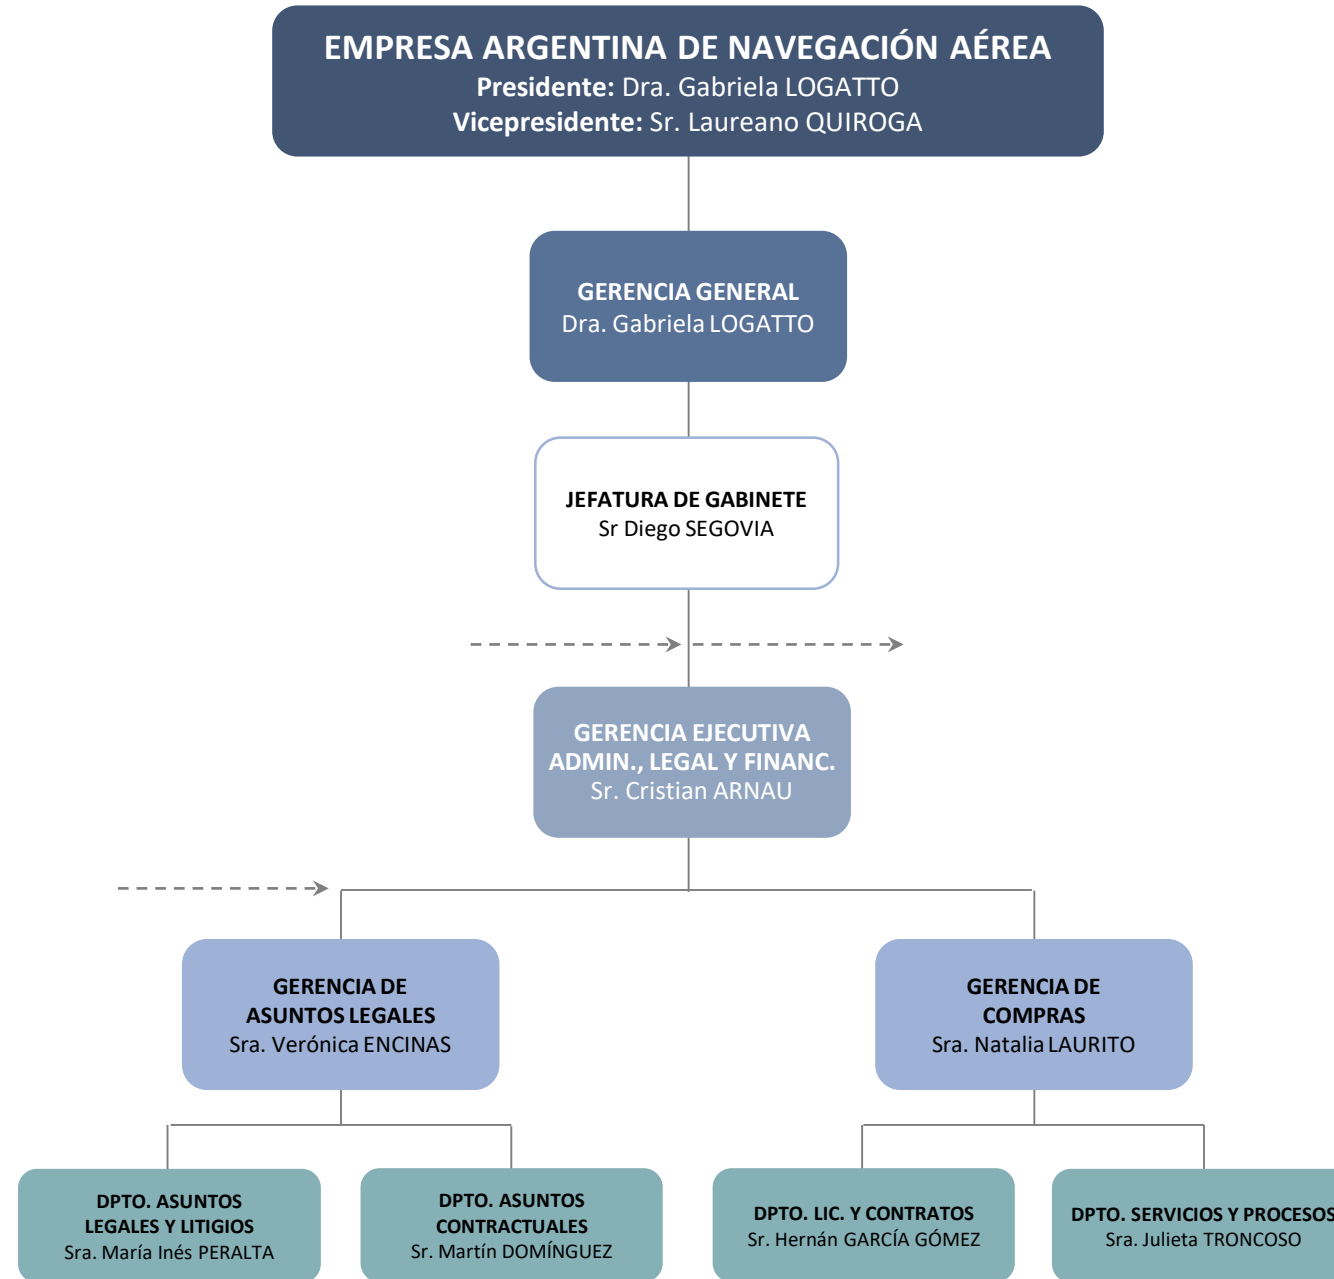 EMPRESA ARGENTINA DE NAVEGACIÓN AÉREA
Presidente: Dra. Gabriela LOGATTO
Vicepresidente: Sr. Laureano QUIROGA
GERENCIA GENERAL
Dra. Gabriela LOGATTO
JEFATURA DE GABINETE
Sr Diego SEGOVIA
GERENCIA EJECUTIVA
ADMIN., LEGAL Y FINANC.
Sr. Cristian ARNAU
GERENCIA DE
ASUNTOS LEGALES
Sra. Verónica ENCINAS
GERENCIA DE
COMPRAS
Sra. Natalia LAURITO
DPTO. ASUNTOS
LEGALES Y LITIGIOS
Sra. María Inés PERALTA
DPTO. ASUNTOS
CONTRACTUALES
Sr. Martín DOMÍNGUEZ
DPTO. LIC. Y CONTRATOS
Sr. Hernán GARCÍA GÓMEZ
DPTO. SERVICIOS Y PROCESOS
Sra. Julieta TRONCOSO